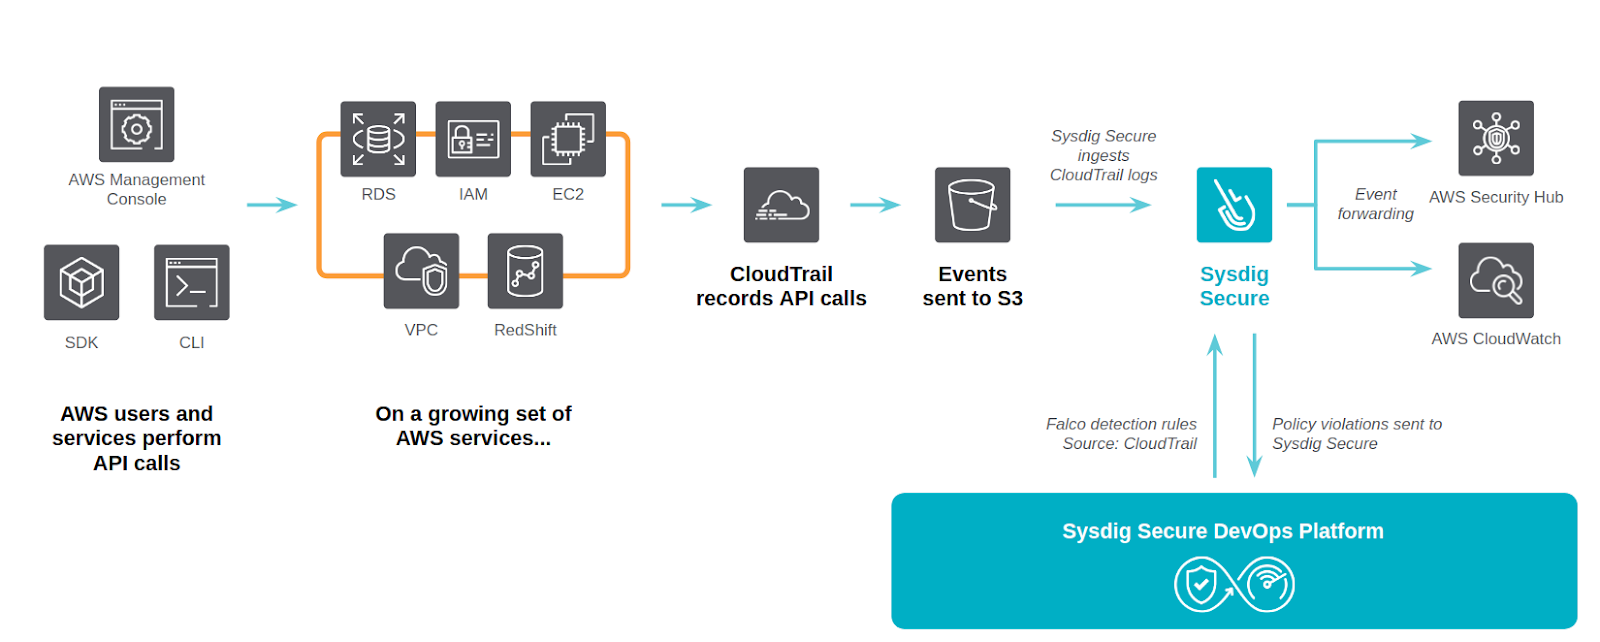 AWS Management
Console
SDK
CLI
AWS users and
services perform
API calls
RDS
IAM
EC2
VPC
RedShift
On a growing set of
AWS services...
CloudTrail
records API calls
Events
sent to S3
Sysdig Secure
ingests
CloudTrail logs
Sysdig
Secure
Event
forwarding
AWS Security Hub
AWS CloudWatch
Falco detection rules
Source: CloudTrail
Policy violations sent to
Sysdig Secure
Sysdig Secure DevOps Platform